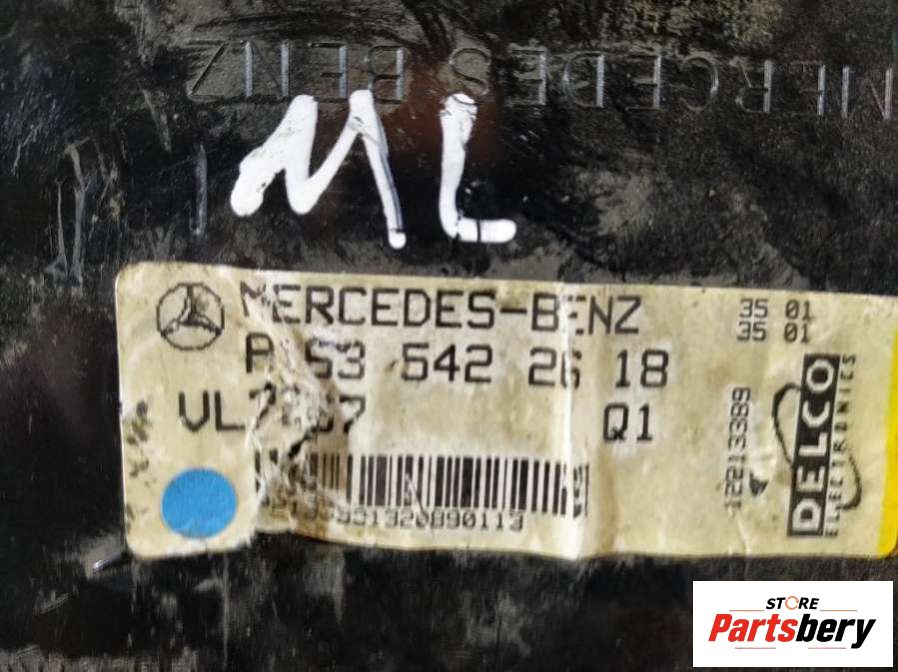 MERCEDES BENZ
ML
MERCEDES-BENZ
35 01
35 01
542 26 18
Q1
12213389
DELCO
ELECTRONICS
STORE
Partsbery